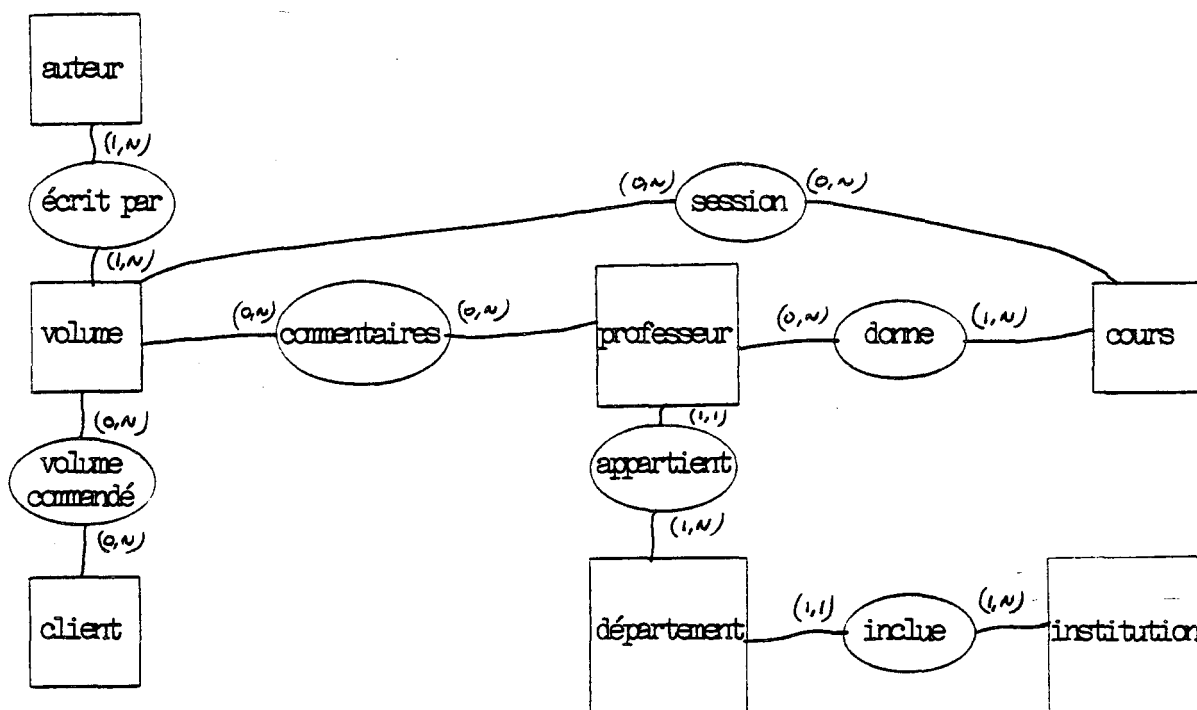 auteur
(1,N)
écrit par
(1,N)
(0,N)
session
(0,N)
volume
(0,N)
commentaires
(0,N)
professeur
(0,N)
donne
(1,N)
cours
(0,N)
volume
commandé
(0,N)
client
(1,1)
appartient
(1,N)
département
(1,1)
inclue
(1,N)
institution